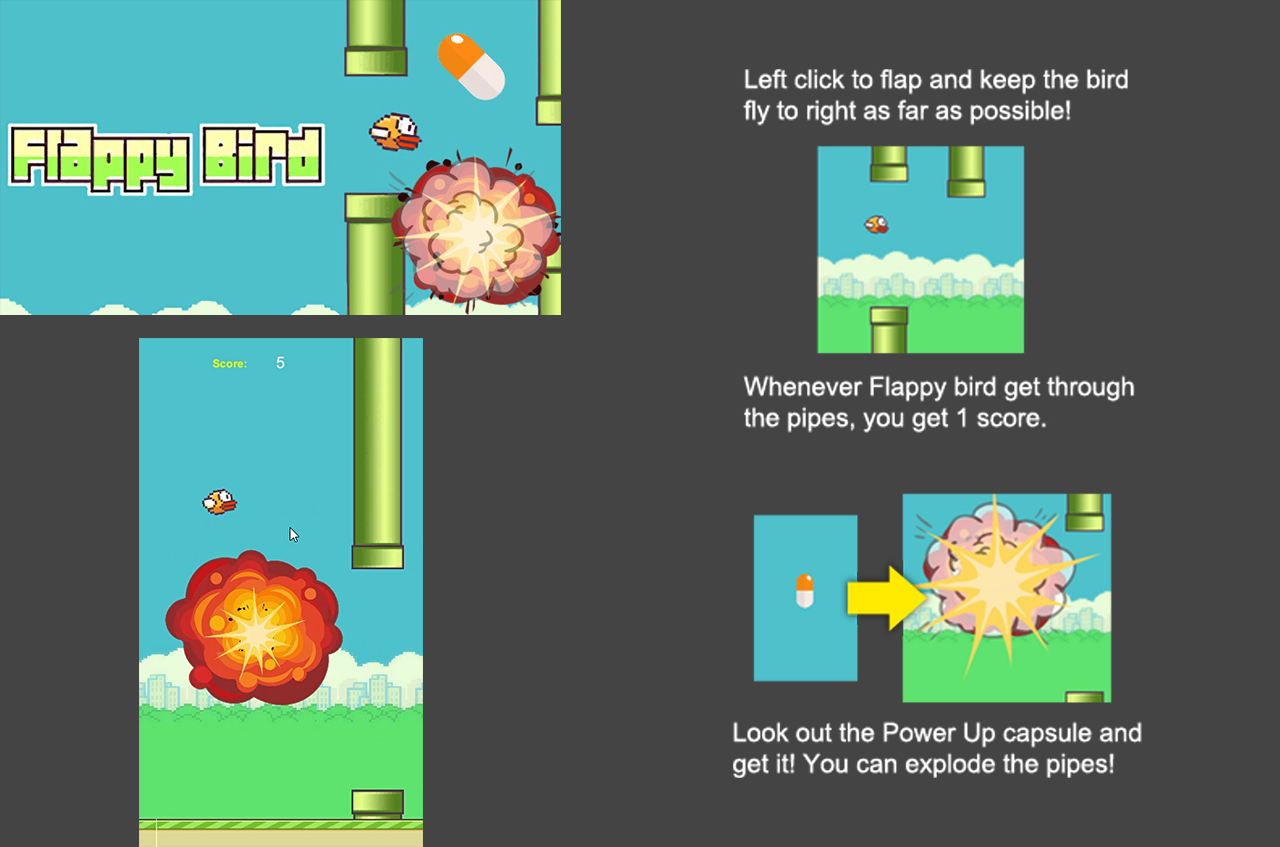 Flappy Bird
Score: 5
Left click to flap and keep the bird
fly to right as far as possible!
Whenever Flappy bird get through
the pipes, you get 1 score.
Look out the Power Up capsule and
get it! You can explode the pipes!